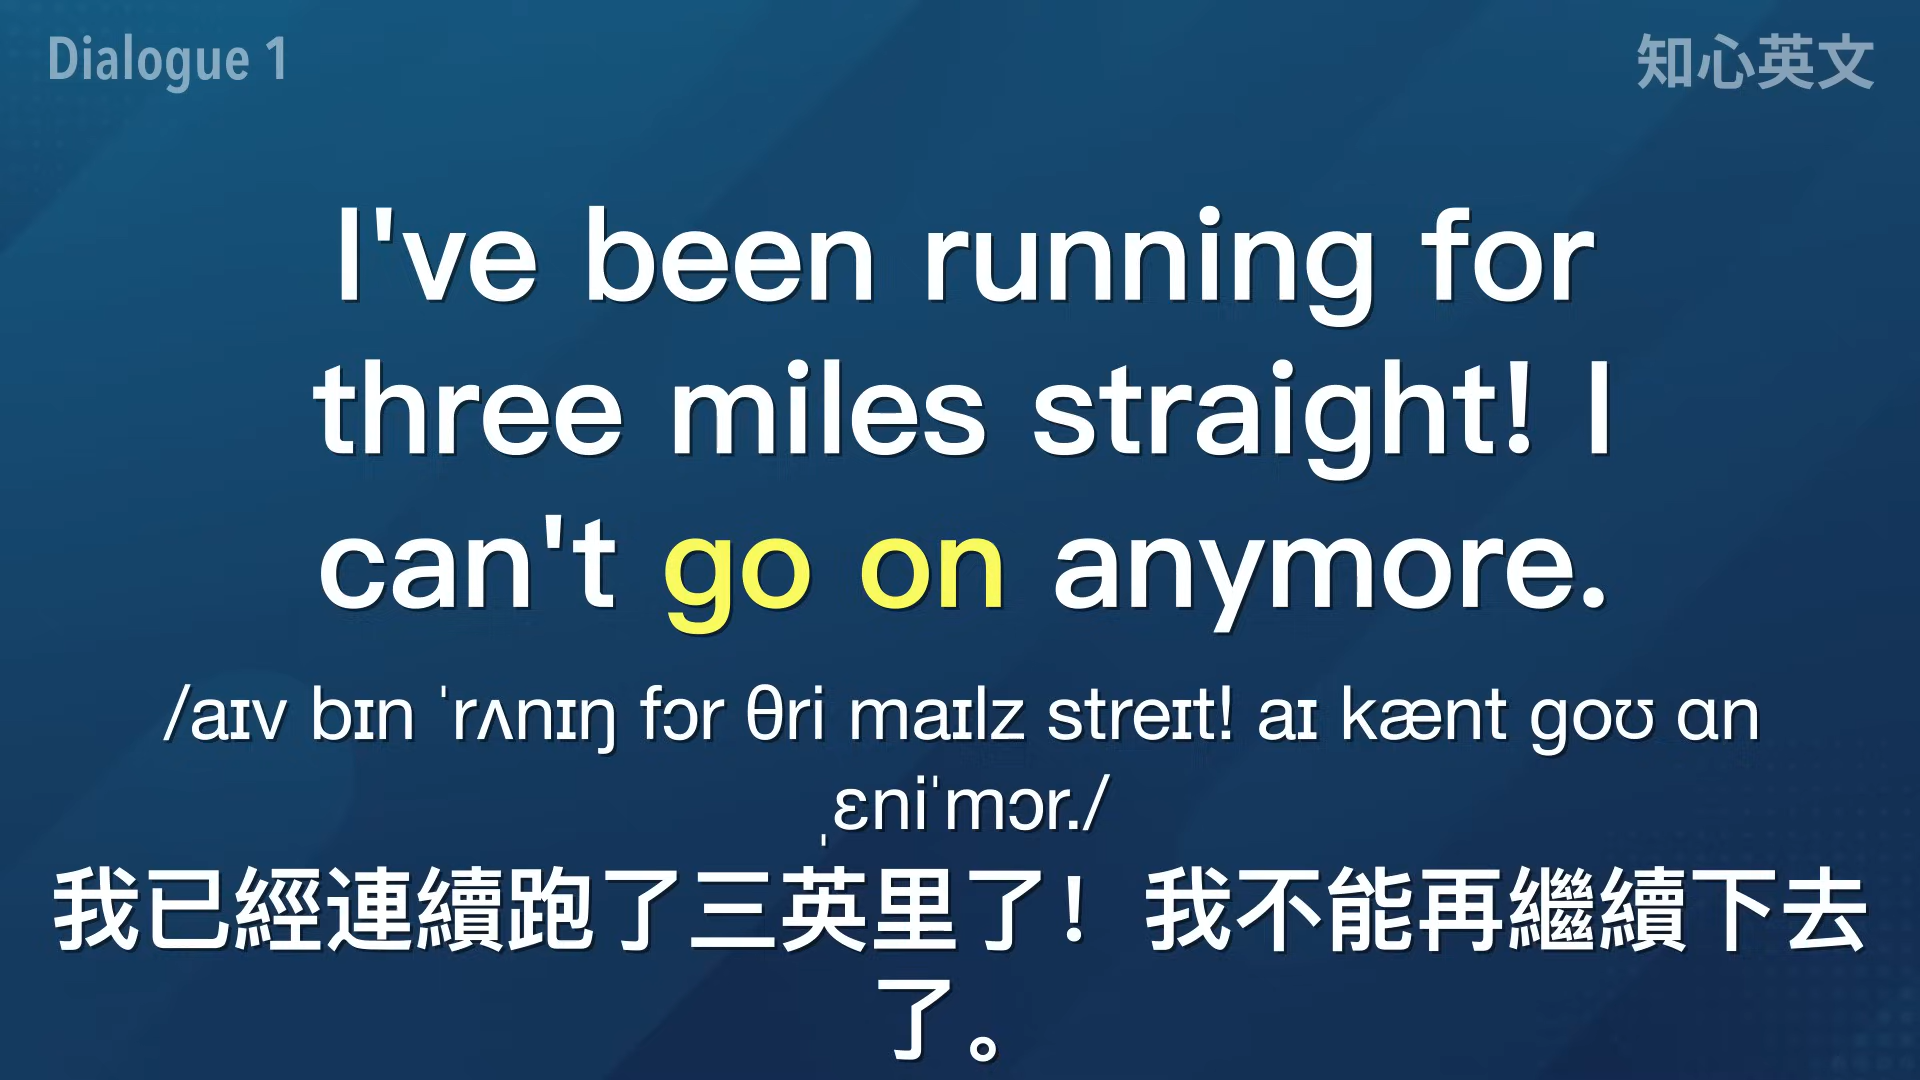 Dialogue 1
知心英文
I've been running for
three miles straight! I
can't go on anymore.
/aɪv bɪn ˈrʌnɪŋ fɔr θri maɪlz streɪt! aɪ kænt goʊ ɑn
ˌɛniˈmɔr./
我已經連續跑了三英里了！我不能再繼續下去
了。